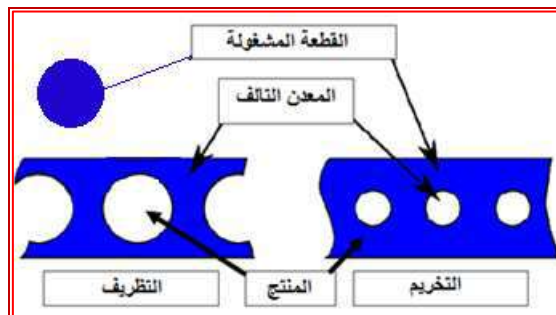 القطعة المشغولة
المعدن التالف
التخريم
المنتج
التظريف